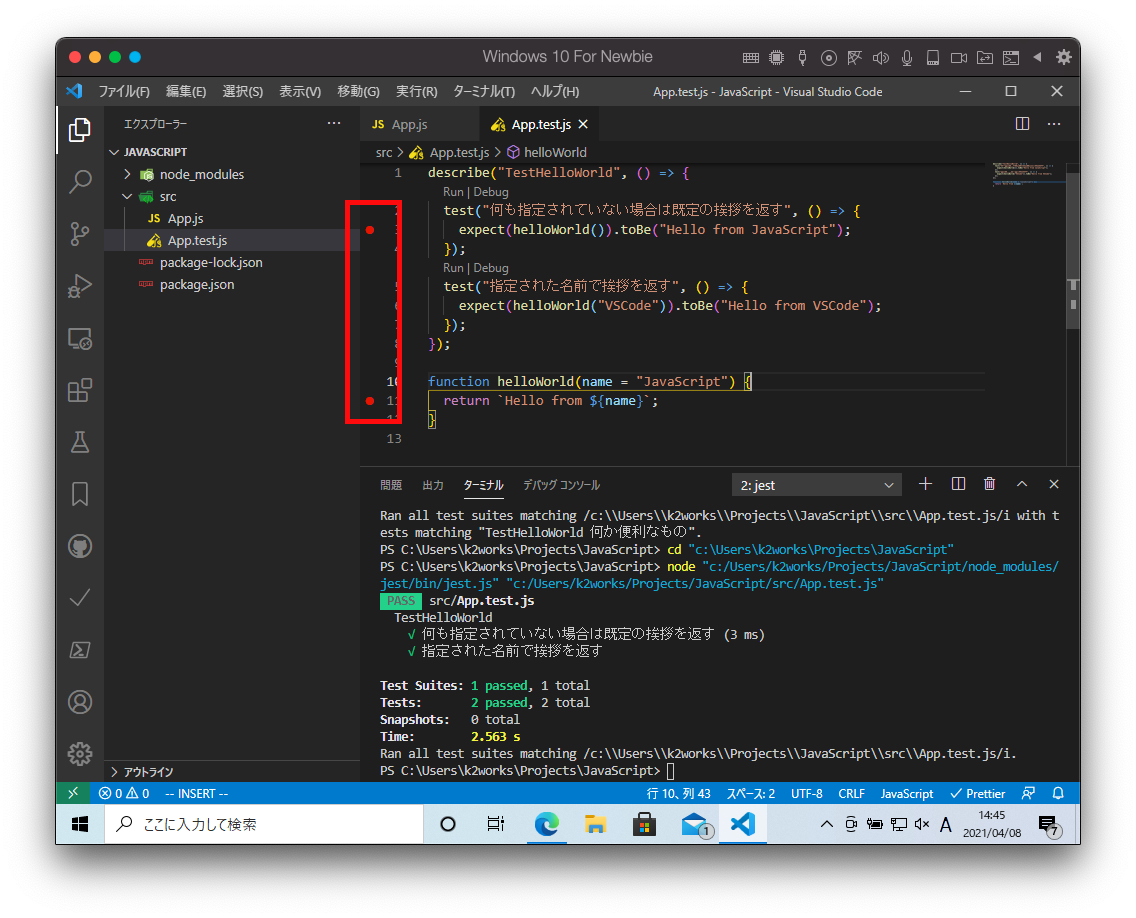 Windows 10 For Newbie
ファイル(F) 編集(E) 選択(S) 表示(V) 移動(G) 実行(R) ターミナル(T) ヘルプ(H) App.test.js - JavaScript - Visual Studio Code
エクスプローラー
JAVASCRIPT
node_modules
src
JS App.js
App.test.js
package-lock.json
package.json
アウトライン
JS App.js App.test.js
src > App.test.js > helloWorld
1 describe("TestHelloWorld", () => {
Run | Debug
2 test("何も指定されていない場合は既定の挨拶を返す", () => {
3 expect(helloWorld()).toBe("Hello from JavaScript");
4 });
Run | Debug
5 test("指定された名前で挨拶を返す", () => {
6 expect(helloWorld("VSCode")).toBe("Hello from VSCode");
7 });
8 });
9
10 function helloWorld(name = "JavaScript") {
11 return `Hello from ${name}`;
12 }
13
問題 出力 ターミナル デバッグ コンソール 2: jest
Ran all test suites matching /c:\\Users\\k2works\\Projects\\JavaScript\\src\\App.test.js/i with t
ests matching "TestHelloWorld 何か便利なもの".
PS C:\Users\k2works\Projects\JavaScript> cd "c:\Users\k2works\Projects\JavaScript"
PS C:\Users\k2works\Projects\JavaScript> node "c:/Users/k2works/Projects/JavaScript/node_modules/
jest/bin/jest.js" "c:/Users/k2works/Projects/JavaScript/src/App.test.js"
PASS src/App.test.js
TestHelloWorld
√ 何も指定されていない場合は既定の挨拶を返す (3 ms)
√ 指定された名前で挨拶を返す
Test Suites: 1 passed, 1 total
Tests: 2 passed, 2 total
Snapshots: 0 total
Time: 2.563 s
Ran all test suites matching /c:\\Users\\k2works\\Projects\\JavaScript\\src\\App.test.js/i.
PS C:\Users\k2works\Projects\JavaScript>
0 0 -- INSERT -- 行 10、列 43 スペース: 2 UTF-8 CRLF JavaScript Prettier
ここに入力して検索 1 A 14:45 7
2021/04/08